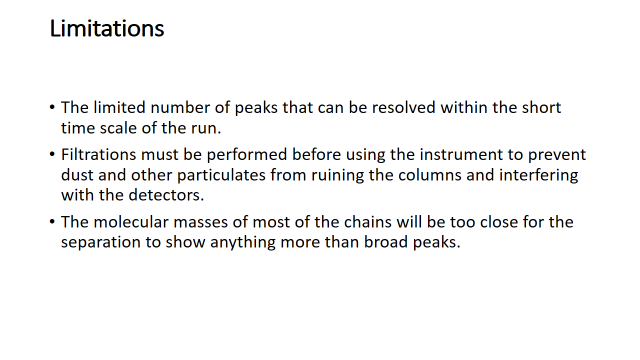 Limitations
• The limited number of peaks that can be resolved within the short
time scale of the run.
• Filtrations must be performed before using the instrument to prevent
dust and other particulates from ruining the columns and interfering
with the detectors.
• The molecular masses of most of the chains will be too close for the
separation to show anything more than broad peaks.